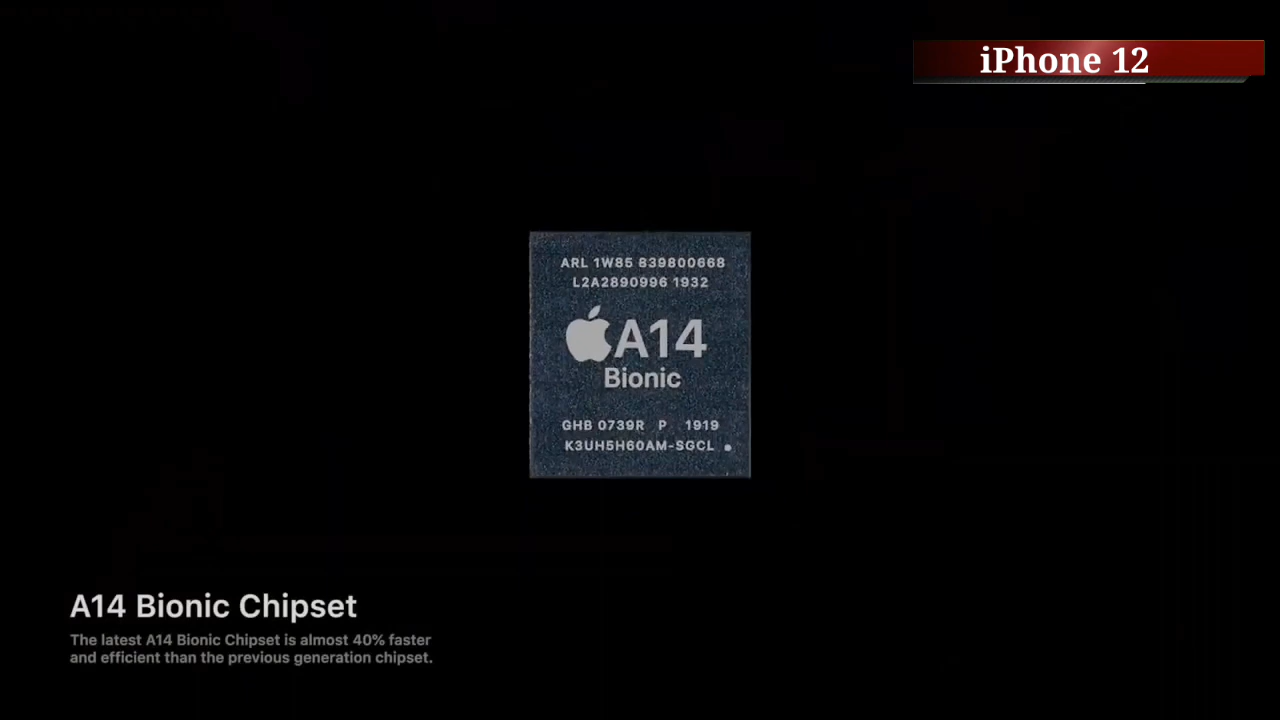 iPhone 12
ARL 1W85 839800668
L2A2890996 1932
A14
Bionic
GHB 0739R P 1919
K3UH5H60AM-SGCL
A14 Bionic Chipset
The latest A14 Bionic Chipset is almost 40% faster
and efficient than the previous generation chipset.